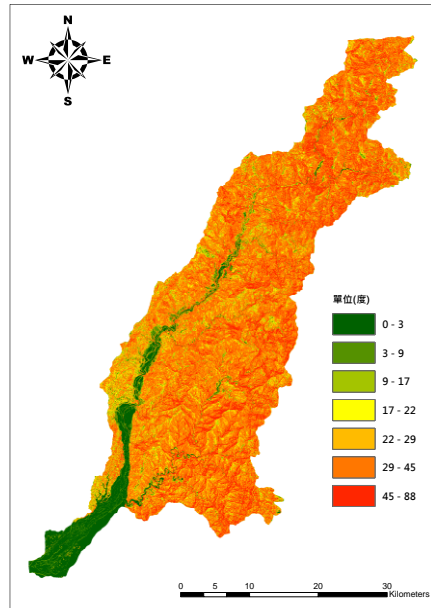 N
W E
S
單位(度)
0 - 3
3 - 9
9 - 17
17 - 22
22 - 29
29 - 45
45 - 88
0 5 10 20 30
Kilometers